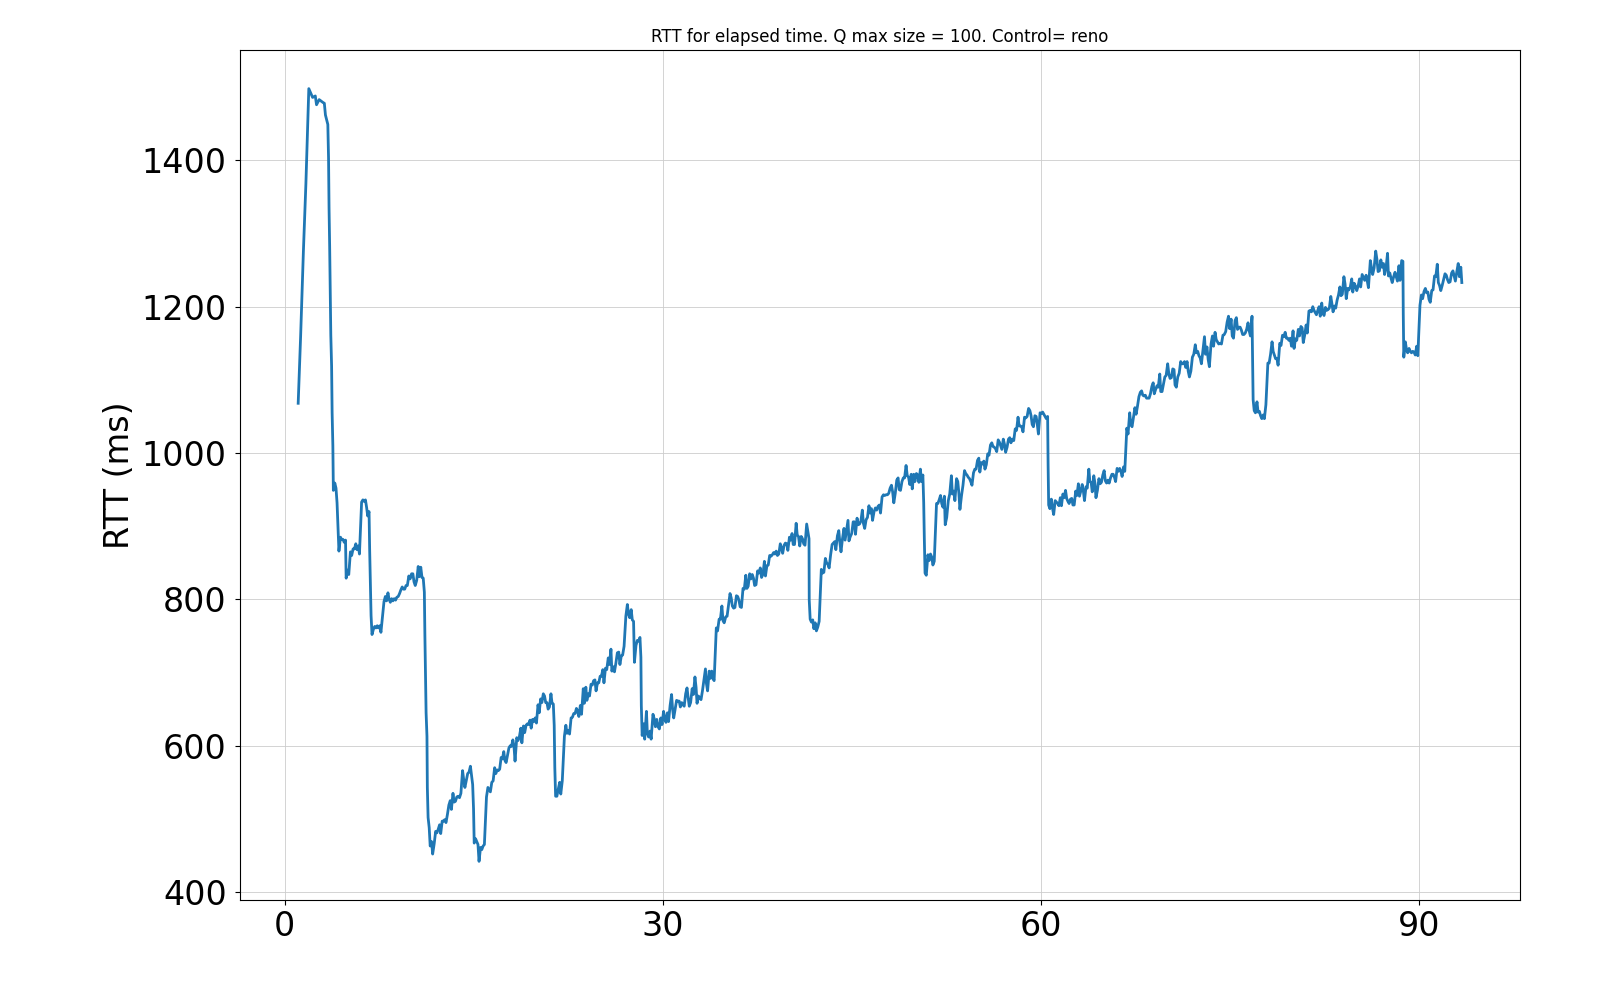 RTT for elapsed time. Q max size = 100. Control= reno
RTT (ms)
1400
1200
1000
800
600
400
0 30 60 90